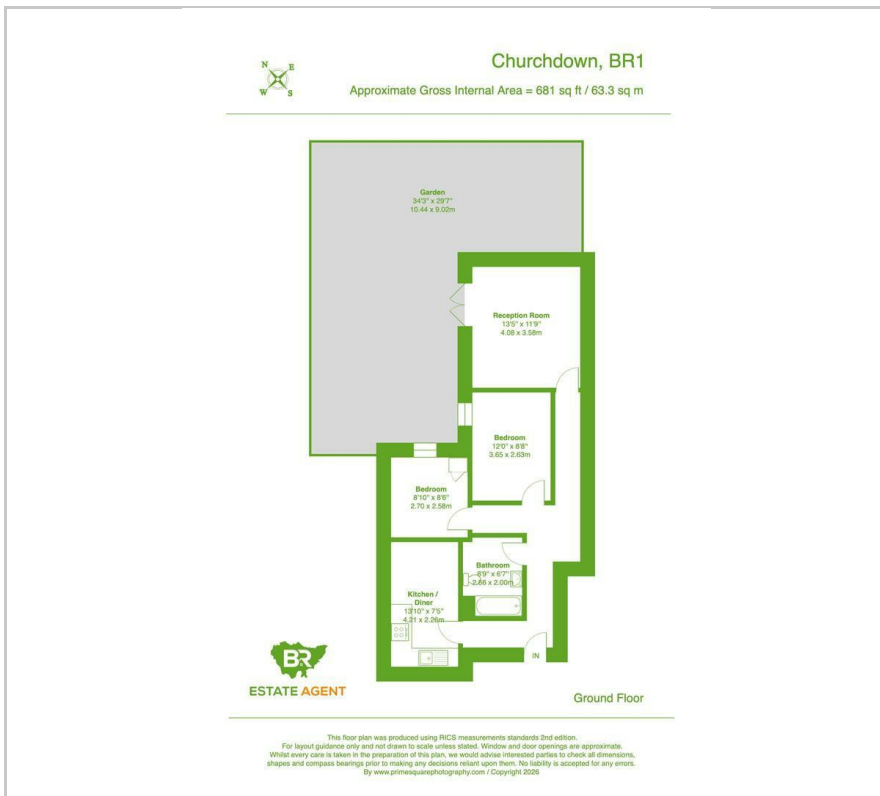 Churchdown, BR1
Approximate Gross Internal Area = 681 sq ft / 63.3 sq m
N
E
W
S
Garden
34'3" x 29'7"
10.44 x 9.02m
Reception Room
13'5" x 11'9"
4.08 x 3.58m
Bedroom
12'0" x 8'8"
3.65 x 2.63m
Bedroom
8'10" x 8'6"
2.70 x 2.58m
Bathroom
8'9" x 6'7"
2.66 x 2.00m
Kitchen /
Diner
13'10" x 7'5"
4.21 x 2.26m
IN
BR
ESTATE AGENT
Ground Floor
This floor plan was produced using RICS measurements standards 2nd edition.
For layout guidance only and not drawn to scale unless stated. Window and door openings are approximate.
Whilst every care is taken in the preparation of this plan, we would advise interested parties to check all dimensions,
shapes and compass bearings prior to making any decisions reliant upon them. No liability is accepted for any errors.
By www.primesquarephotography.com / Copyright 2026